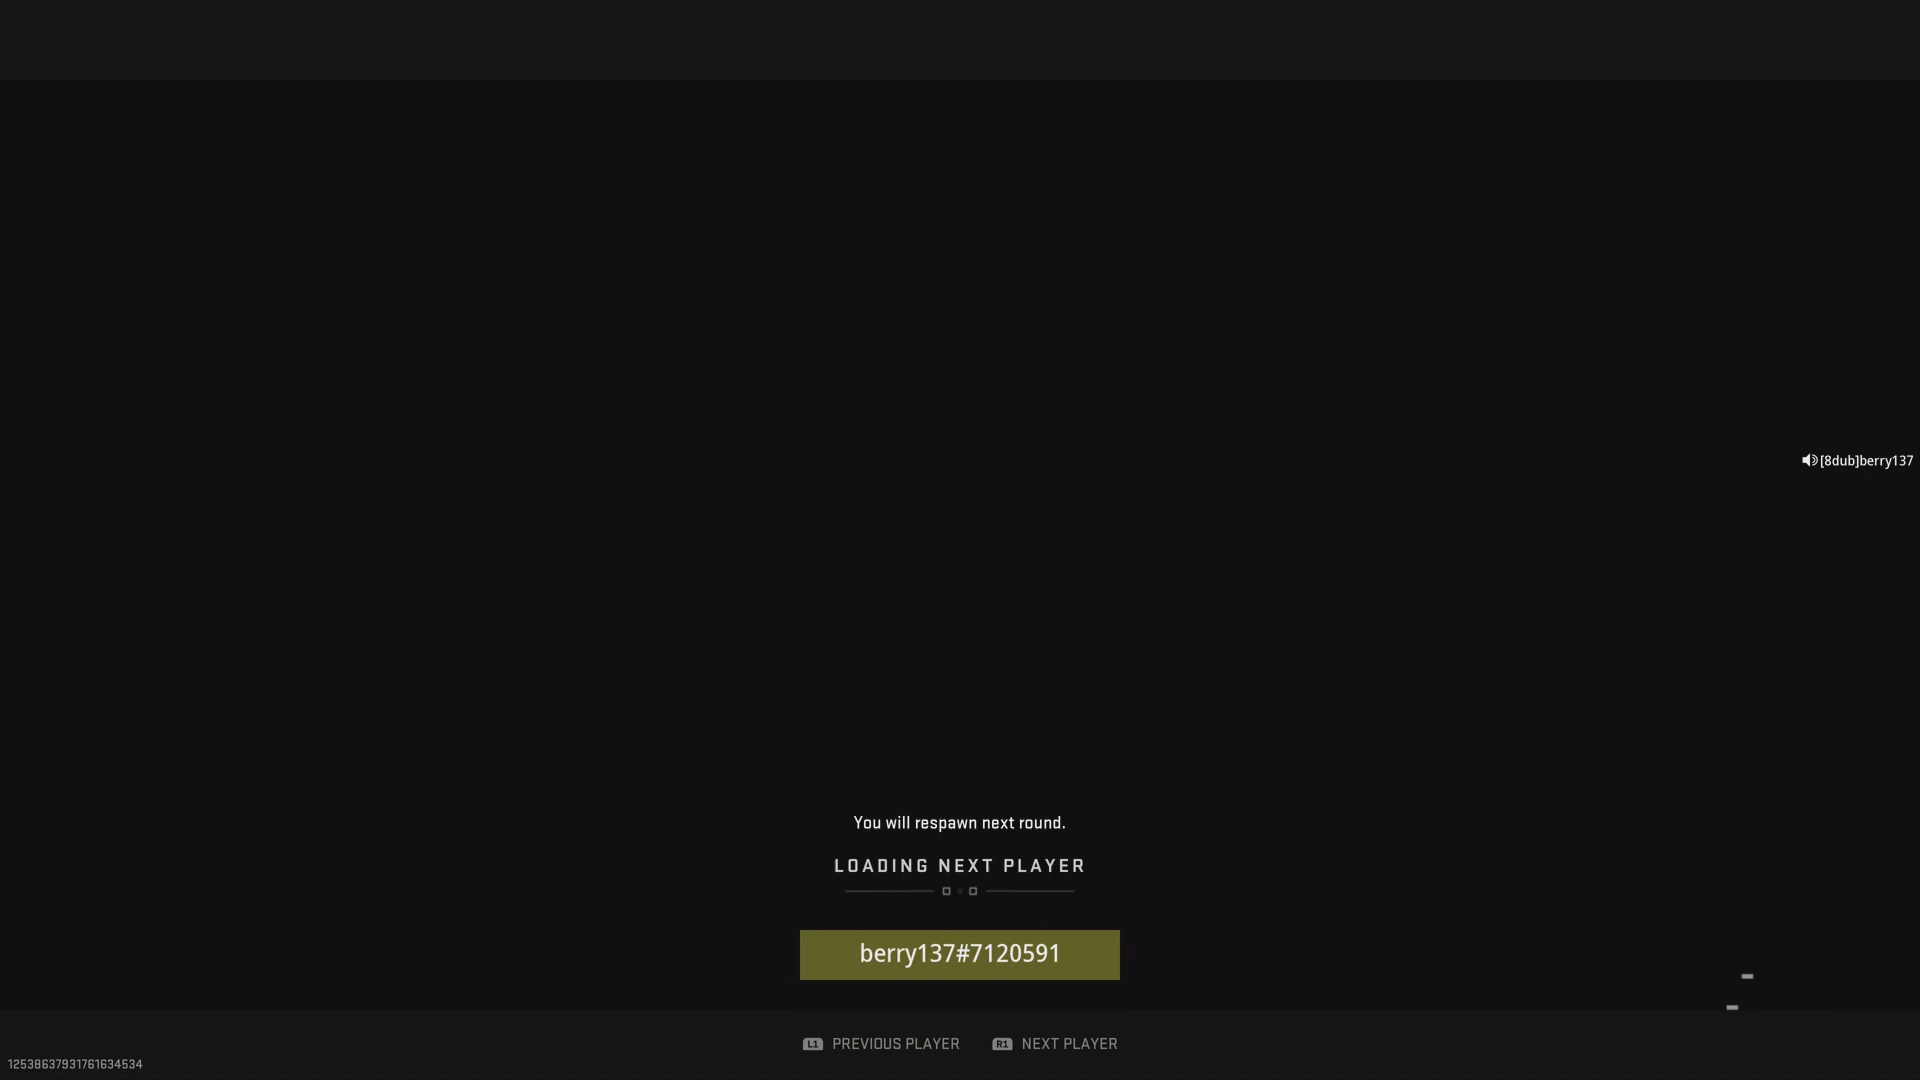 [8dub]berry137
You will respawn next round.
LOADING NEXT PLAYER
berry137#7120591
L1 PREVIOUS PLAYER R1 NEXT PLAYER
12538637931761634534